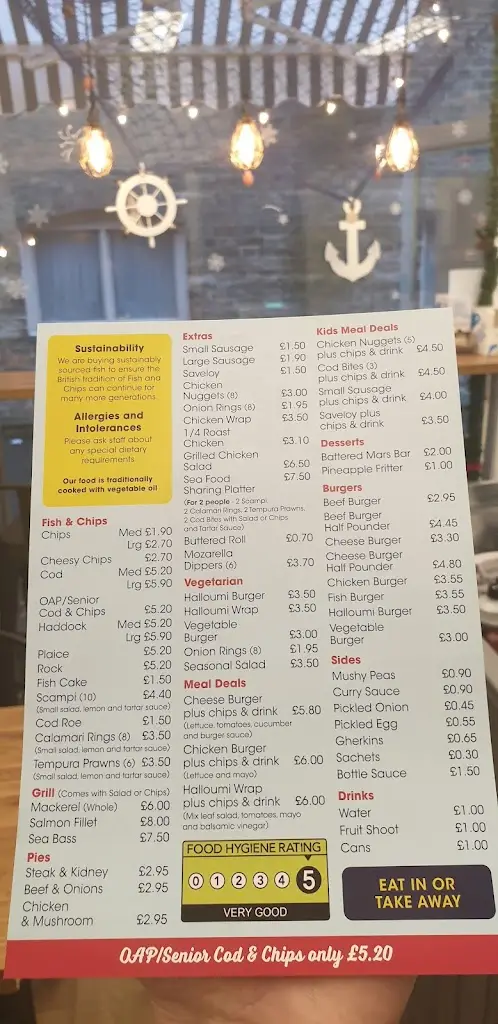 Sustainability
We are buying sustainably
sourced fish to ensure the
British tradition of Fish and
Chips can continue for
many more generations.
Allergies and
Intolerances
Please ask staff about
any special dietary
requirements
Our food is traditionally
cooked with vegetable oil
Fish & Chips
Chips Med £1.90
Lrg £2.70
Cheesy Chips £2.70
Cod Med £5.20
Lrg £5.90
OAP/Senior
Cod & Chips £5.20
Haddock Med £5.20
Lrg £5.90
Plaice £5.20
Rock £5.20
Fish Cake £1.50
Scampi (10) £4.40
(Small salad, lemon and tartar sauce)
Cod Roe £1.50
Calamari Rings (8) £3.50
(Small salad, lemon and tartar sauce)
Tempura Prawns (6) £3.50
(Small salad, lemon and tartar sauce)
Grill (Comes with Salad or Chips)
Mackerel (Whole) £6.00
Salmon Fillet £8.00
Sea Bass £7.50
Pies
Steak & Kidney £2.95
Beef & Onions £2.95
Chicken
& Mushroom £2.95
Extras
Small Sausage £1.50
Large Sausage £1.90
Saveloy £1.50
Chicken
Nuggets (8) £3.00
Onion Rings (8) £1.95
Chicken Wrap £3.50
1/4 Roast
Chicken £3.10
Grilled Chicken
Salad £6.50
Sea Food £7.50
Sharing Platter
(For 2 people - 2 Scampi,
2 Calamari Rings, 2 Tempura Prawns,
2 Cod Bites with Salad or Chips
and Tartar Sauce)
Buttered Roll £0.70
Mozarella
Dippers (6) £3.70
Vegetarian
Halloumi Burger £3.50
Halloumi Wrap £3.50
Vegetable
Burger £3.00
Onion Rings (8) £1.95
Seasonal Salad £3.50
Meal Deals
Cheese Burger
plus chips & drink £5.80
(Lettuce, tomatoes, cucumber
and burger sauce)
Chicken Burger
plus chips & drink £6.00
(Lettuce and mayo)
Halloumi Wrap
plus chips & drink £6.00
(Mix leaf salad, tomatoes, mayo
and balsamic vinegar)
FOOD HYGIENE RATING
0 1 2 3 4 5
VERY GOOD
Kids Meal Deals
Chicken Nuggets (5)
plus chips & drink £4.50
Cod Bites (3)
plus chips & drink £4.50
Small Sausage
plus chips & drink £4.00
Saveloy plus
chips & drink £3.50
Desserts
Battered Mars Bar £2.00
Pineapple Fritter £1.00
Burgers
Beef Burger £2.95
Beef Burger
Half Pounder £4.45
Cheese Burger £3.30
Cheese Burger
Half Pounder £4.80
Chicken Burger £3.55
Fish Burger £3.55
Halloumi Burger £3.50
Vegetable
Burger £3.00
Sides
Mushy Peas £0.90
Curry Sauce £0.90
Pickled Onion £0.45
Pickled Egg £0.55
Gherkins £0.65
Sachets £0.30
Bottle Sauce £1.50
Drinks
Water £1.00
Fruit Shoot £1.00
Cans £1.00
EAT IN OR
TAKE AWAY
OAP/Senior Cod & Chips only £5.20